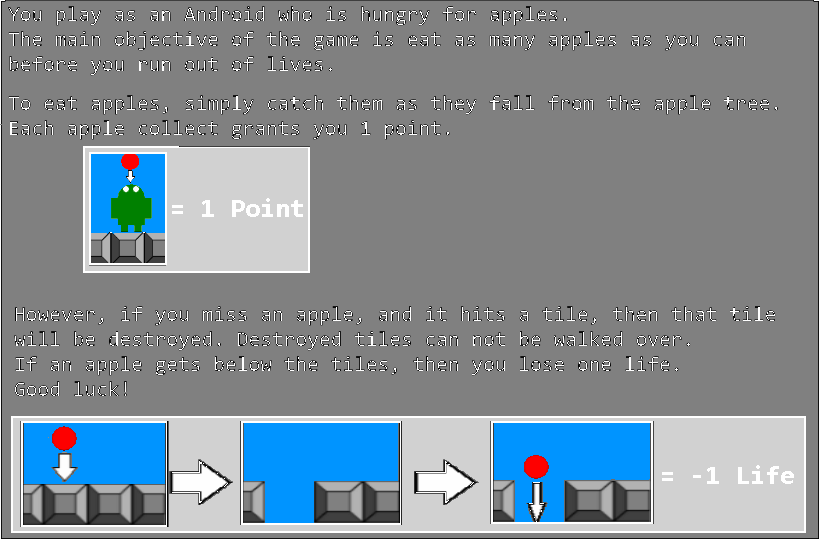 You play as an Android who is hungry for apples.
The main objective of the game is eat as many apples as you can
before you run out of lives.
To eat apples, simply catch them as they fall from the apple tree.
Each apple collect grants you 1 point.
= 1 Point
However, if you miss an apple, and it hits a tile, then that tile
will be destroyed. Destroyed tiles can not be walked over.
If an apple gets below the tiles, then you lose one life.
Good luck!
= -1 Life